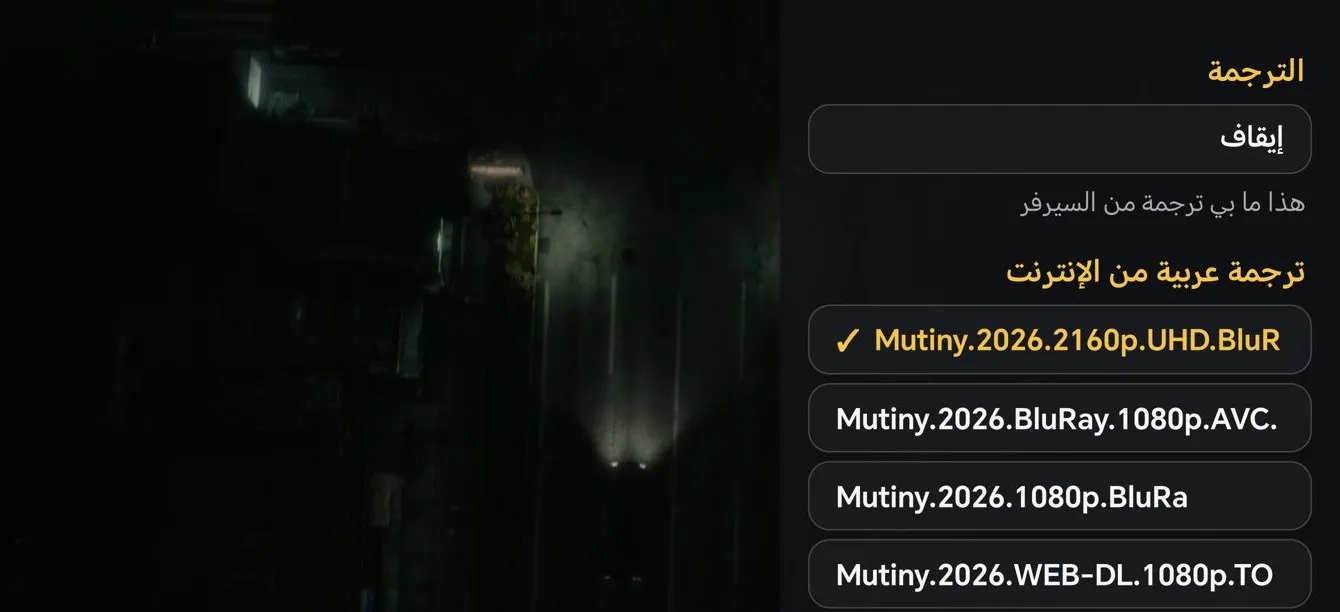 الترجمة
إيقاف
هذا ما بي ترجمة من السيرفر
ترجمة عربية من الإنترنت
✓ Mutiny.2026.2160p.UHD.BluR
Mutiny.2026.BluRay.1080p.AVC.
Mutiny.2026.1080p.BluRa
Mutiny.2026.WEB-DL.1080p.TO